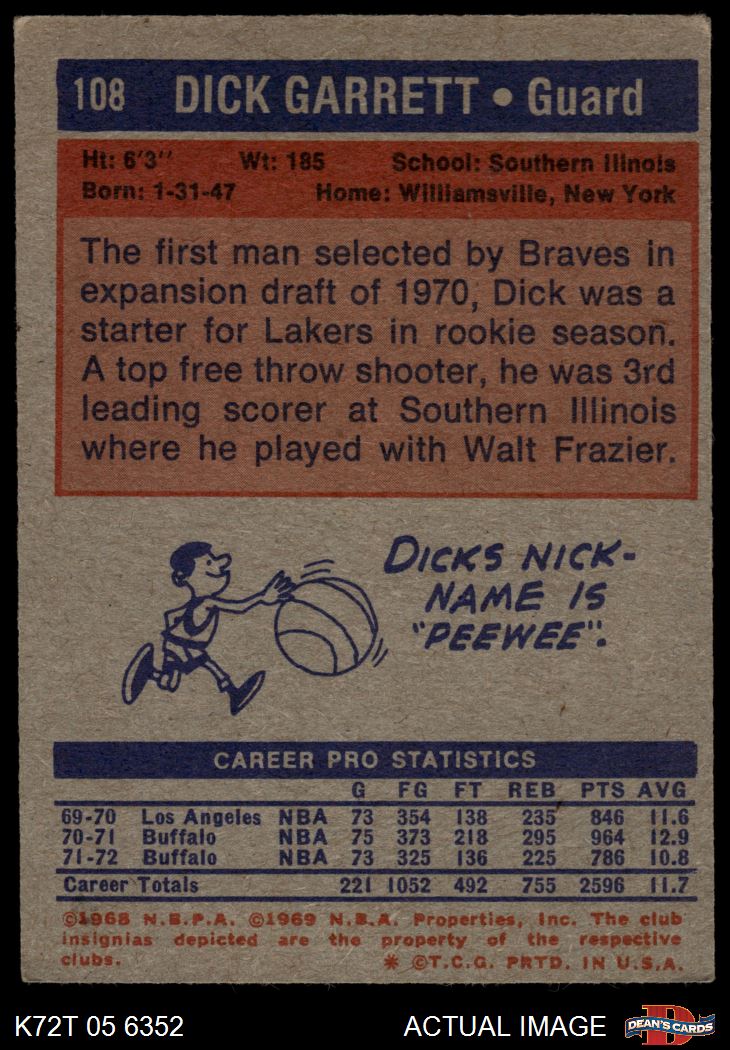 108 DICK GARRETT • Guard
Ht: 6'3'' Wt: 185 School: Southern Illinois
Born: 1-31-47 Home: Williamsville, New York
The first man selected by Braves in
expansion draft of 1970, Dick was a
starter for Lakers in rookie season.
A top free throw shooter, he was 3rd
leading scorer at Southern Illinois
where he played with Walt Frazier.
DICKS NICK-
NAME IS
"PEEWEE".
CAREER PRO STATISTICS
G FG FT REB PTS AVG
69-70 Los Angeles NBA 73 354 138 235 846 11.6
70-71 Buffalo NBA 75 373 218 295 964 12.9
71-72 Buffalo NBA 73 325 136 225 786 10.8
Career Totals 221 1052 492 755 2596 11.7
©1968 N.B.P.A. ©1969 N.B.A. Properties, Inc. The club
insignias depicted are the property of the respective
clubs. * ©T.C.G. PRTD. IN U.S.A.
K72T 05 6352 ACTUAL IMAGE D DEAN'S CARDS